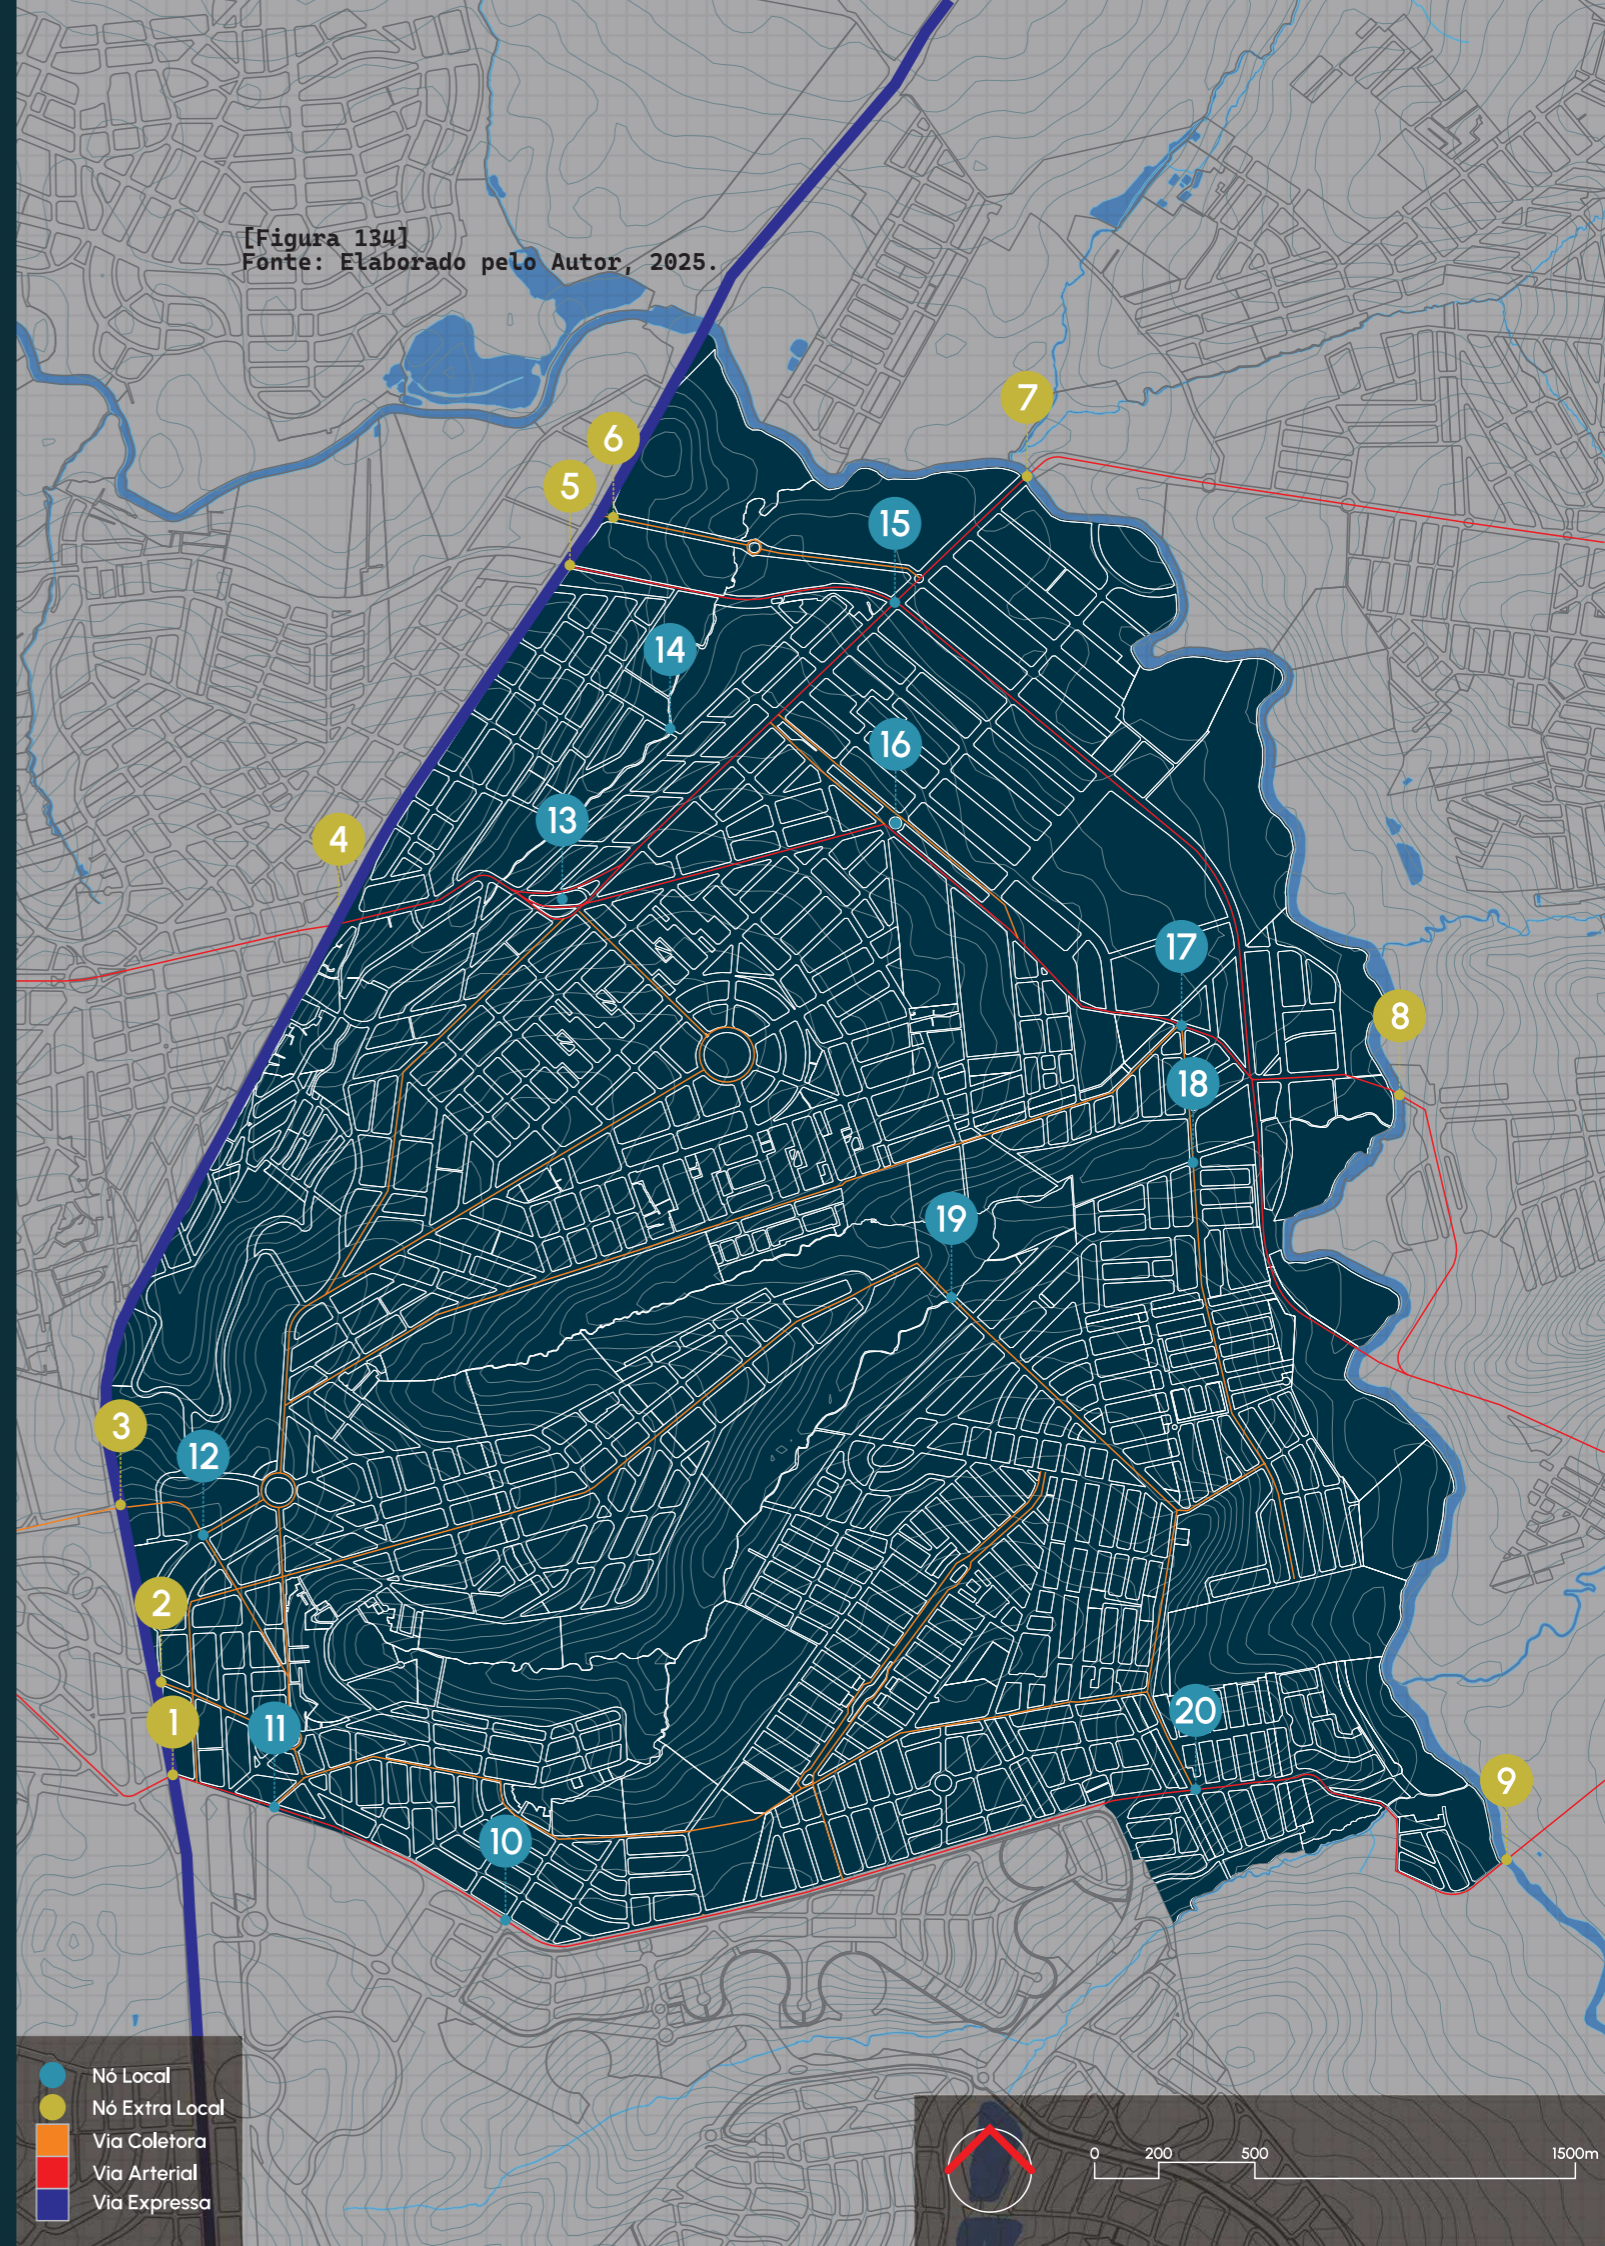 [Figura 134]
Fonte: Elaborado pelo Autor, 2025.
7
6
5
15
14
16
13
4
17
8
18
19
3
12
2
1
11
20
9
10
Nó Local
Nó Extra Local
Via Coletora
Via Arterial
Via Expressa
0 200 500 1500m